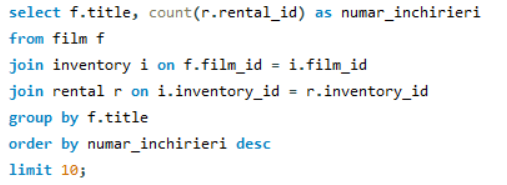 select f.title, count(r.rental_id) as numar_inchirieri
from film f
join inventory i on f.film_id = i.film_id
join rental r on i.inventory_id = r.inventory_id
group by f.title
order by numar_inchirieri desc
limit 10;